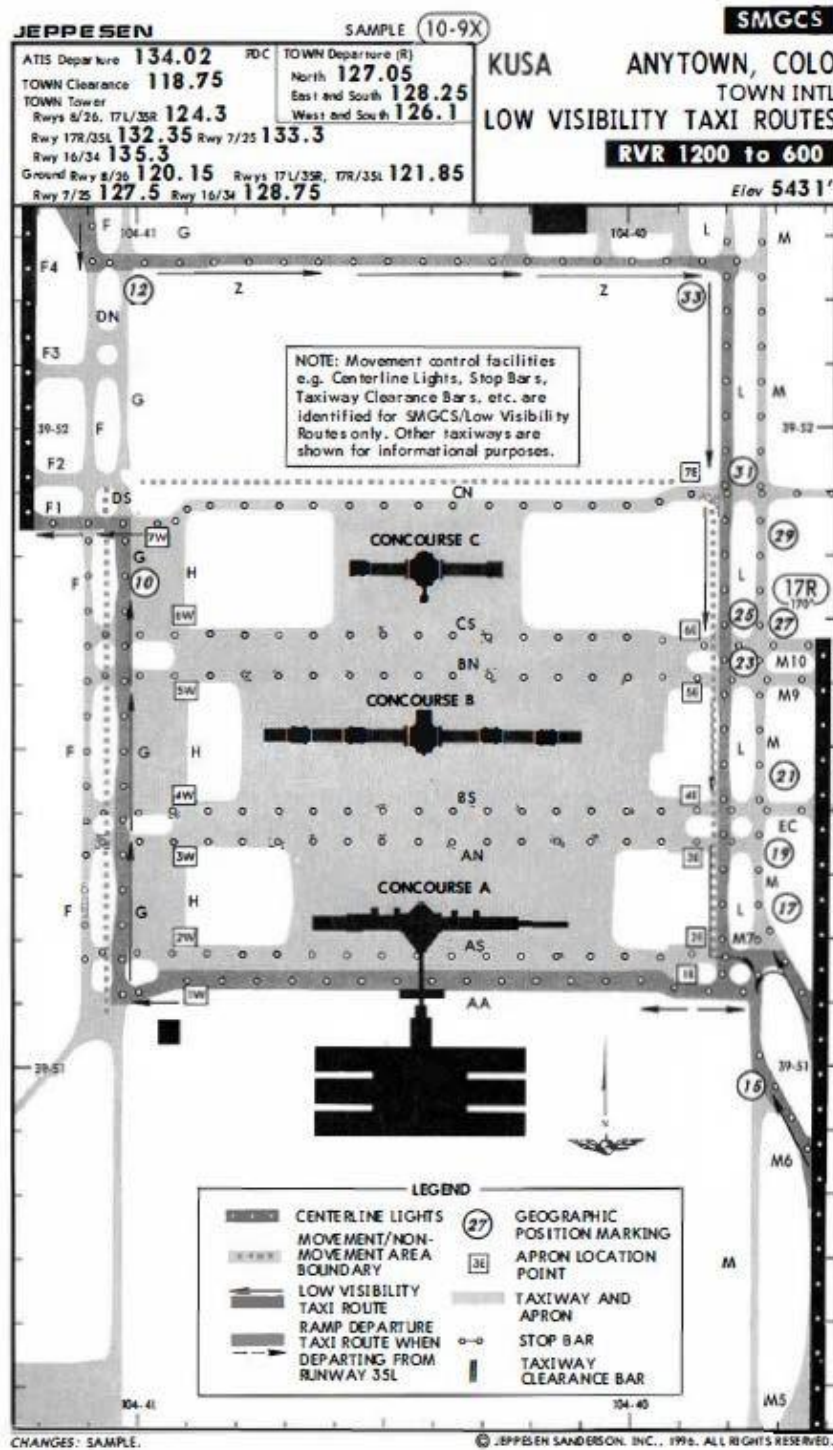 JEPPESEN
SAMPLE 10-9X
SMGCS
ATIS Departure 134.02 PDC
TOWN Clearance 118.75
TOWN Tower
Rwys 8/26, 17L/35R 124.3
Rwy 17R/35L 132.35 Rwy 7/25 133.3
Rwy 16/34 135.3
Ground Rwy 8/26 120.15 Rwys 17L/35R, 17R/35L 121.85
Rwy 7/25 127.5 Rwy 16/34 128.75
TOWN Departure (R)
North 127.05
East and South 128.25
West and South 126.1
KUSA ANYTOWN, COLO
TOWN INTL
LOW VISIBILITY TAXI ROUTES
RVR 1200 to 600
Elev 5431'
F 104-41 G 104-40 L M
F4
12 Z Z 33
DN
F3
G L M
39-52 F 39-52
NOTE: Movement control facilities
e.g. Centerline Lights, Stop Bars,
Taxiway Clearance Bars, etc. are
identified for SMGCS/Low Visibility
Routes only. Other taxiways are
shown for informational purposes.
F2 7E 31
DS CN
F1
7W 29
CONCOURSE C
G
10 H L 17R
F 170°
6W CS 6E 25 27
BN 23 M10
5W 5E M9
CONCOURSE B
F G H L M
21
4W BS 4E
EC
3W AN 3E 19
CONCOURSE A M
F G H L 17
2W AS 2E M7
1E
1W AA
39-51 39-51
15
N
M6
M
LEGEND
CENTERLINE LIGHTS
MOVEMENT/NON-
MOVEMENT AREA
BOUNDARY
LOW VISIBILITY
TAXI ROUTE
RAMP DEPARTURE
TAXI ROUTE WHEN
DEPARTING FROM
RUNWAY 35L
27 GEOGRAPHIC
POSITION MARKING
3E APRON LOCATION
POINT
TAXIWAY AND
APRON
STOP BAR
TAXIWAY
CLEARANCE BAR
M5
104-41 104-40
CHANGES: SAMPLE.
© JEPPESEN SANDERSON, INC., 1996. ALL RIGHTS RESERVED.